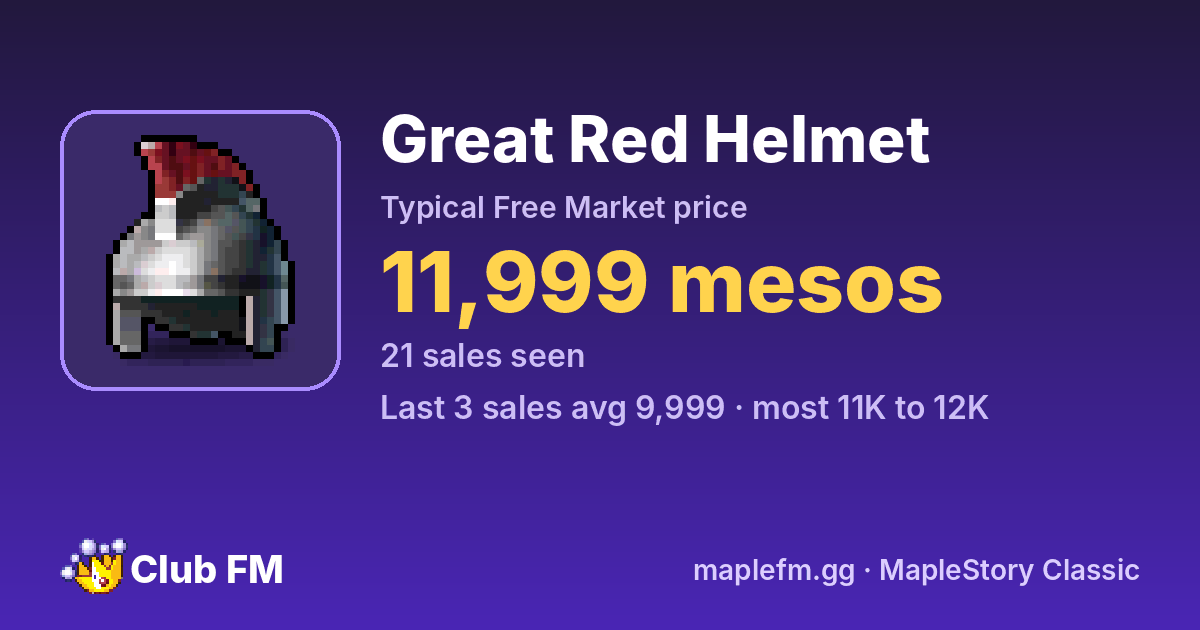 Great Red Helmet
Typical Free Market price
11,999 mesos
21 sales seen
Last 3 sales avg 9,999 · most 11K to 12K
Club FM
maplefm.gg · MapleStory Classic